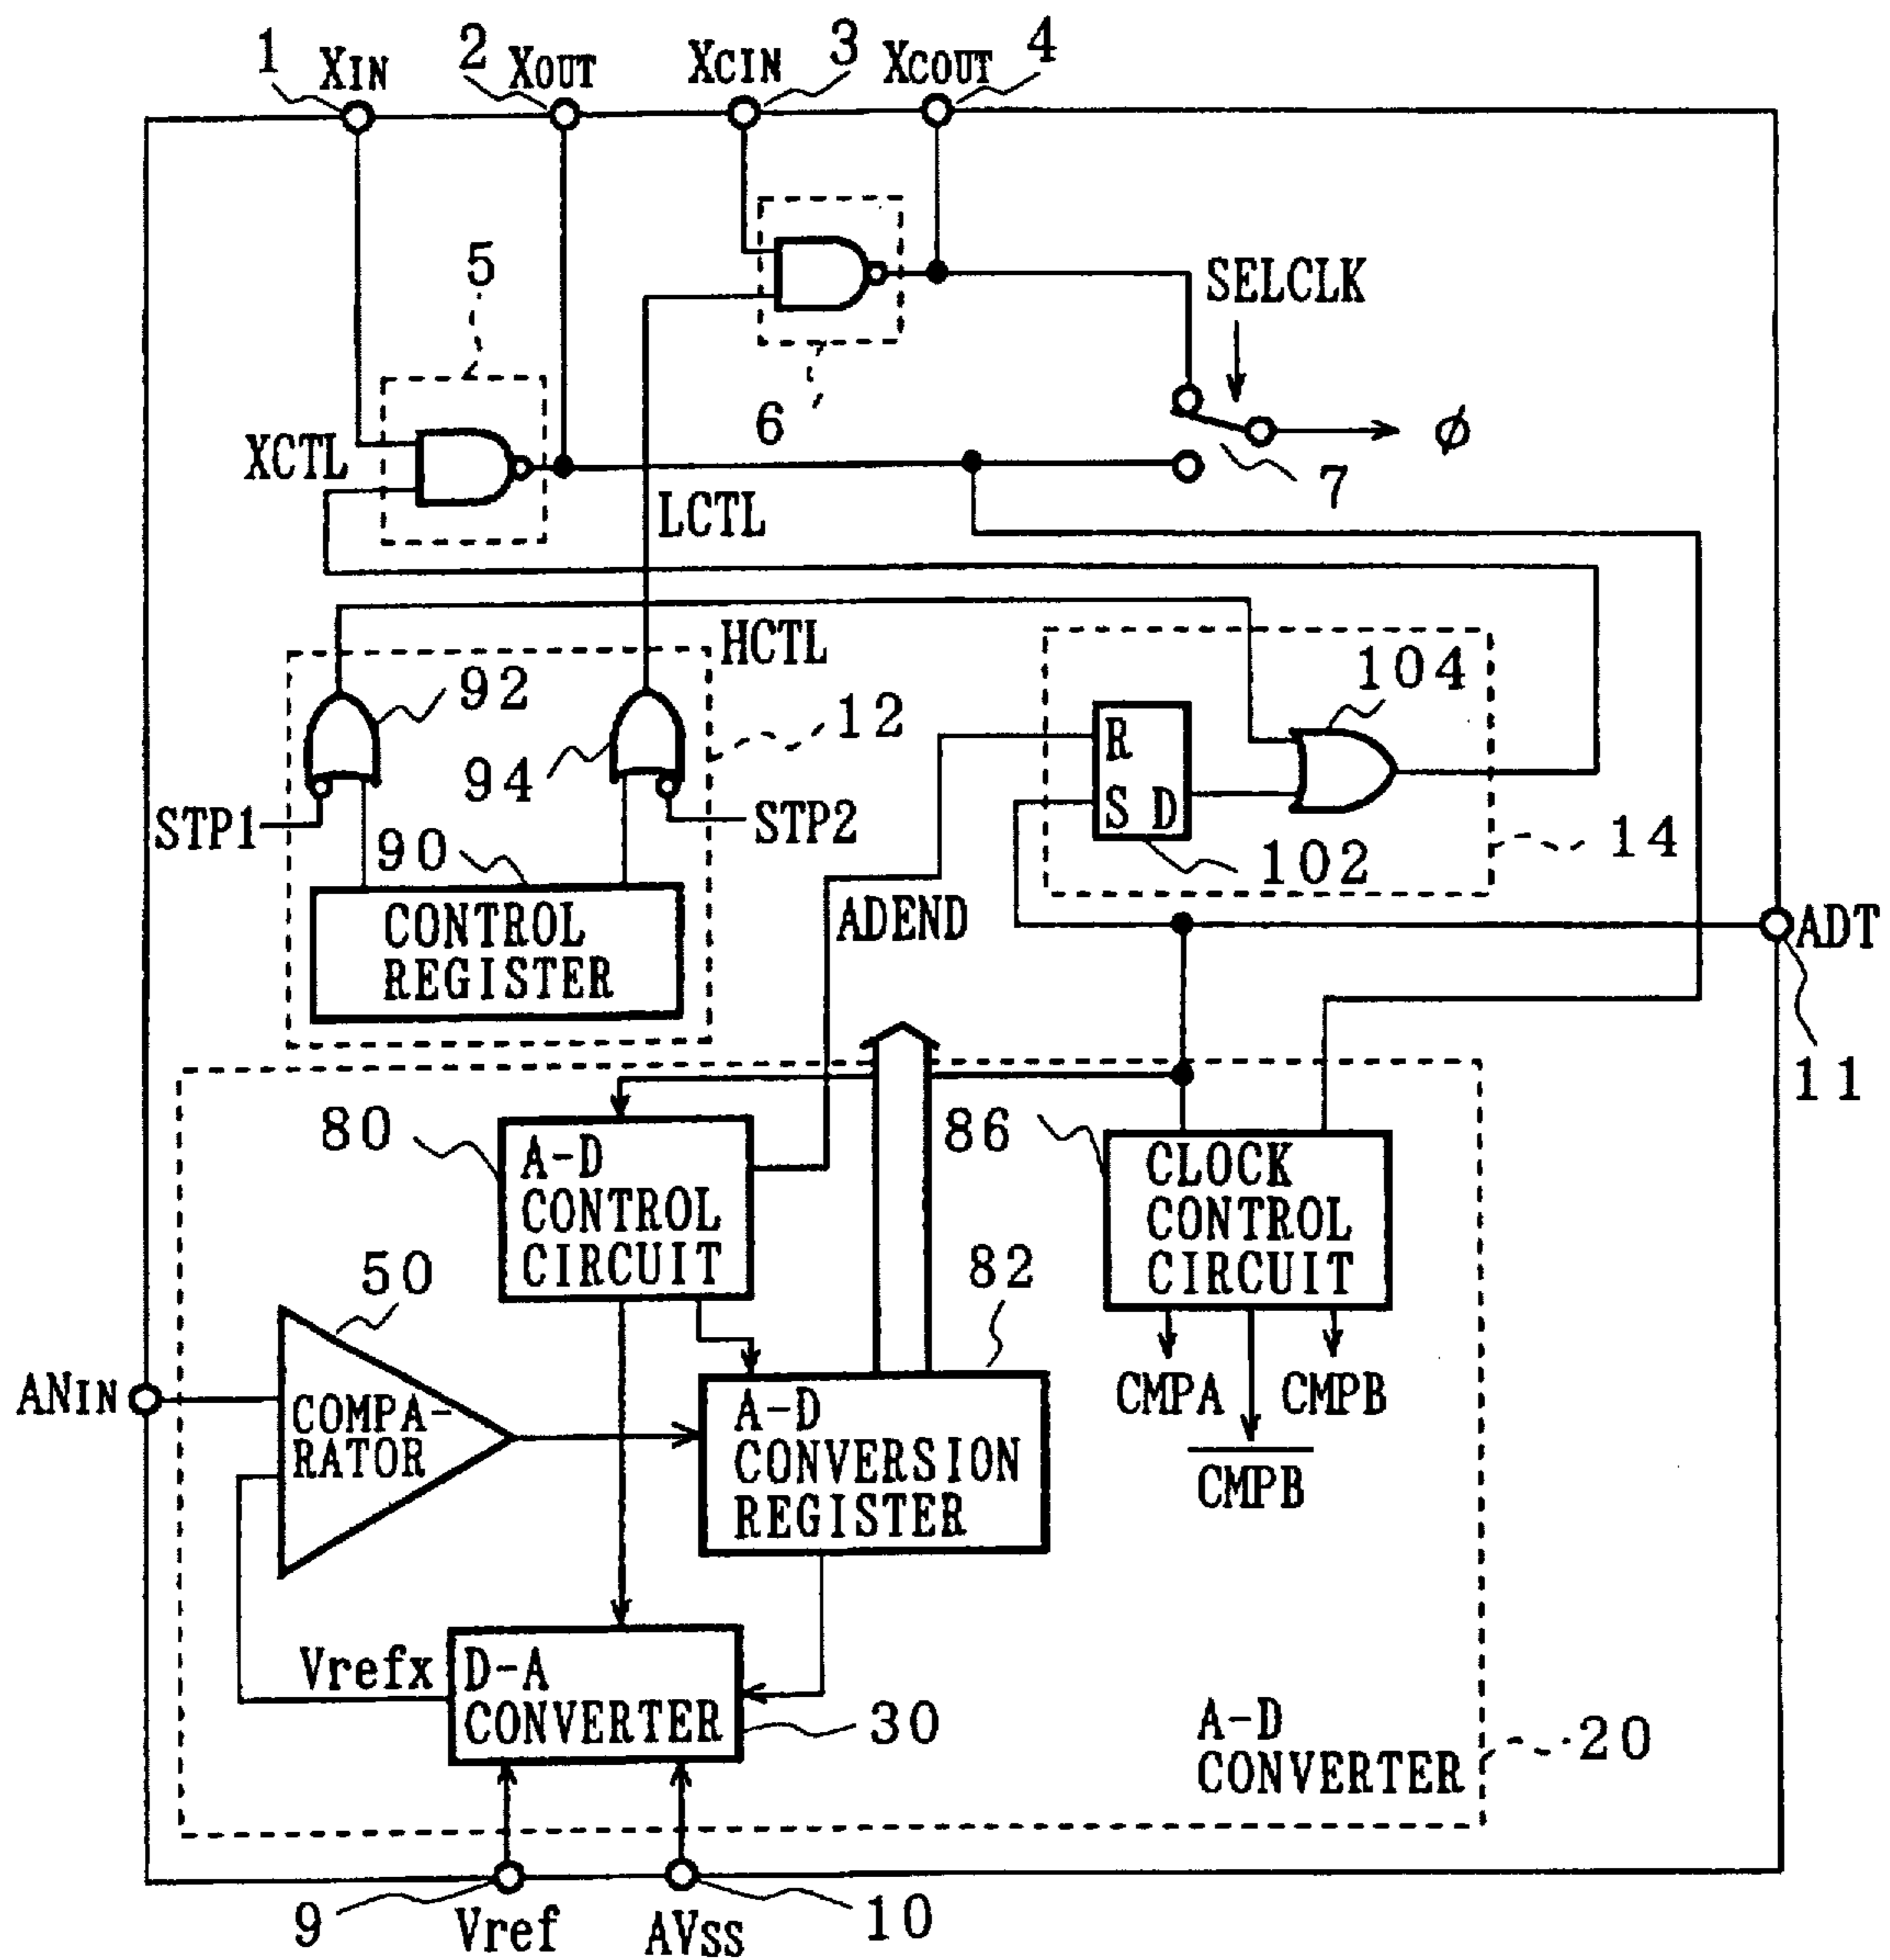 1 XIN 2 XOUT XCIN 3 XCOUT 4
5
SELCLK
6
XCTL
7
ϕ
LCTL
HCTL
92
12
104
94
R
S D
STP1
STP2
90
102
14
CONTROL
REGISTER
ADEND
ADT
11
80
86
A-D
CONTROL
CIRCUIT
CLOCK
CONTROL
CIRCUIT
50
82
ANIN
COMPA-
RATOR
A-D
CONVERSION
REGISTER
CMPA CMPB
CMPB
Vrefx
D-A
CONVERTER
30
A-D
CONVERTER
20
9 Vref AVSS 10